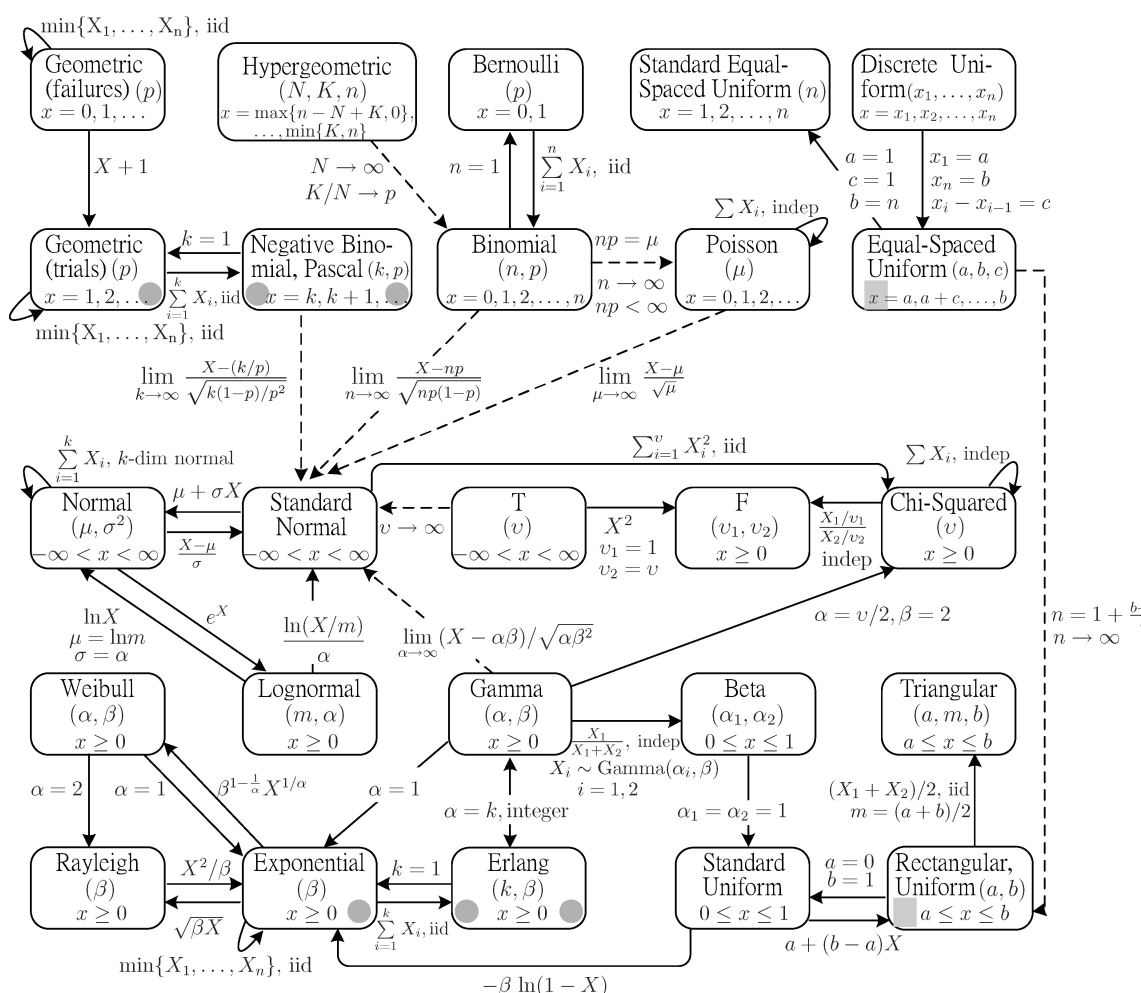 min{X₁, . . . , Xₙ}, iid
Geometric
(failures) (p)
x = 0, 1, . . .
Hypergeometric
(N, K, n)
x = max{n − N + K, 0},
. . . , min{K, n}
Bernoulli
(p)
x = 0, 1
Standard Equal-
Spaced Uniform (n)
x = 1, 2, . . . , n
Discrete Uni-
form(x₁, . . . , xₙ)
x = x₁, x₂, . . . , xₙ
X + 1
N → ∞
K/N → p
n = 1
n
∑ Xᵢ, iid
i=1
a = 1
c = 1
b = n
x₁ = a
xₙ = b
xᵢ − xᵢ₋₁ = c
∑ Xᵢ, indep
Geometric
(trials) (p)
x = 1, 2, . . .
k = 1
k
∑ Xᵢ, iid
i=1
Negative Bino-
mial, Pascal (k, p)
x = k, k + 1, . . .
Binomial
(n, p)
x = 0, 1, 2, . . . , n
np = μ
n → ∞
np < ∞
Poisson
(μ)
x = 0, 1, 2, . . .
Equal-Spaced
Uniform (a, b, c)
x = a, a + c, . . . , b
min{X₁, . . . , Xₙ}, iid
lim k→∞ (X−(k/p))/√(k(1−p)/p²)
lim n→∞ (X−np)/√(np(1−p))
lim μ→∞ (X−μ)/√μ
k
∑ Xᵢ, k-dim normal
i=1
∑ᵢ₌₁^υ Xᵢ², iid
∑ Xᵢ, indep
Normal
(μ, σ²)
−∞ < x < ∞
μ + σX
(X−μ)/σ
Standard
Normal
−∞ < x < ∞
υ → ∞
T
(υ)
−∞ < x < ∞
X²
υ₁ = 1
υ₂ = υ
F
(υ₁, υ₂)
x ≥ 0
(X₁/υ₁)/(X₂/υ₂)
indep
Chi-Squared
(υ)
x ≥ 0
lnX
μ = lnm
σ = α
eˣ
ln(X/m)
α
lim α→∞ (X − αβ)/√(αβ²)
α = υ/2, β = 2
n = 1 + b−
n → ∞
Weibull
(α, β)
x ≥ 0
Lognormal
(m, α)
x ≥ 0
Gamma
(α, β)
x ≥ 0
X₁/(X₁+X₂), indep
Xᵢ ∼ Gamma(αᵢ, β)
i = 1, 2
Beta
(α₁, α₂)
0 ≤ x ≤ 1
Triangular
(a, m, b)
a ≤ x ≤ b
α = 2
α = 1
β^(1−1/α) X^(1/α)
α = 1
α = k, integer
α₁ = α₂ = 1
(X₁ + X₂)/2, iid
m = (a + b)/2
Rayleigh
(β)
x ≥ 0
X²/β
√(βX)
Exponential
(β)
x ≥ 0
k = 1
k
∑ Xᵢ, iid
i=1
Erlang
(k, β)
x ≥ 0
Standard
Uniform
0 ≤ x ≤ 1
a = 0
b = 1
a + (b − a)X
Rectangular,
Uniform (a, b)
a ≤ x ≤ b
min{X₁, . . . , Xₙ}, iid
−β ln(1 − X)